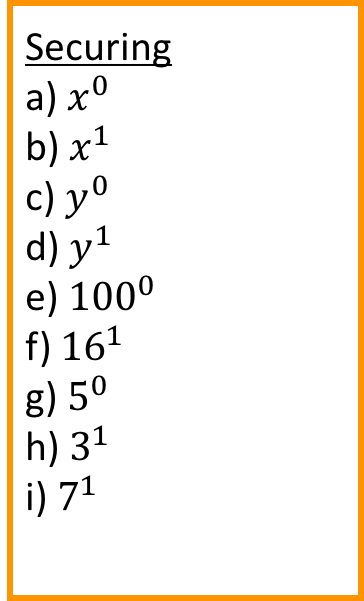 Securing
a) x⁰
b) x¹
c) y⁰
d) y¹
e) 100⁰
f) 16¹
g) 5⁰
h) 3¹
i) 7¹